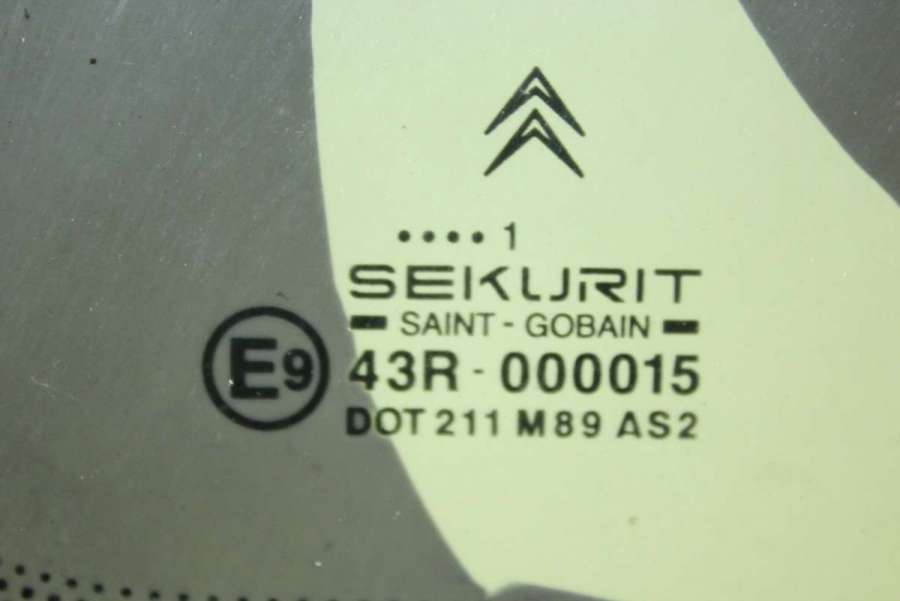 •••• 1
SEKURIT
SAINT - GOBAIN
E9
43R - 000015
DOT 211 M89 AS2